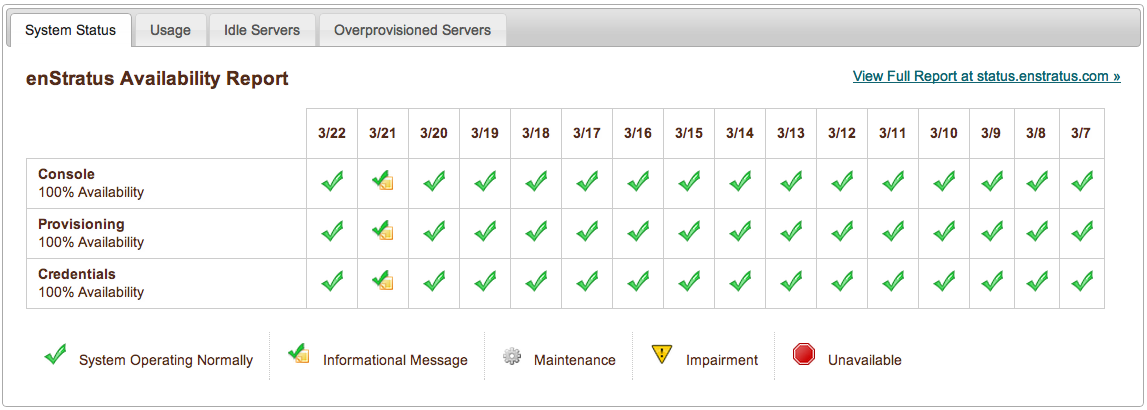 System Status Usage Idle Servers Overprovisioned Servers
enStratus Availability Report View Full Report at status.enstratus.com »
3/22 3/21 3/20 3/19 3/18 3/17 3/16 3/15 3/14 3/13 3/12 3/11 3/10 3/9 3/8 3/7
Console
100% Availability
Provisioning
100% Availability
Credentials
100% Availability
System Operating Normally Informational Message Maintenance Impairment Unavailable